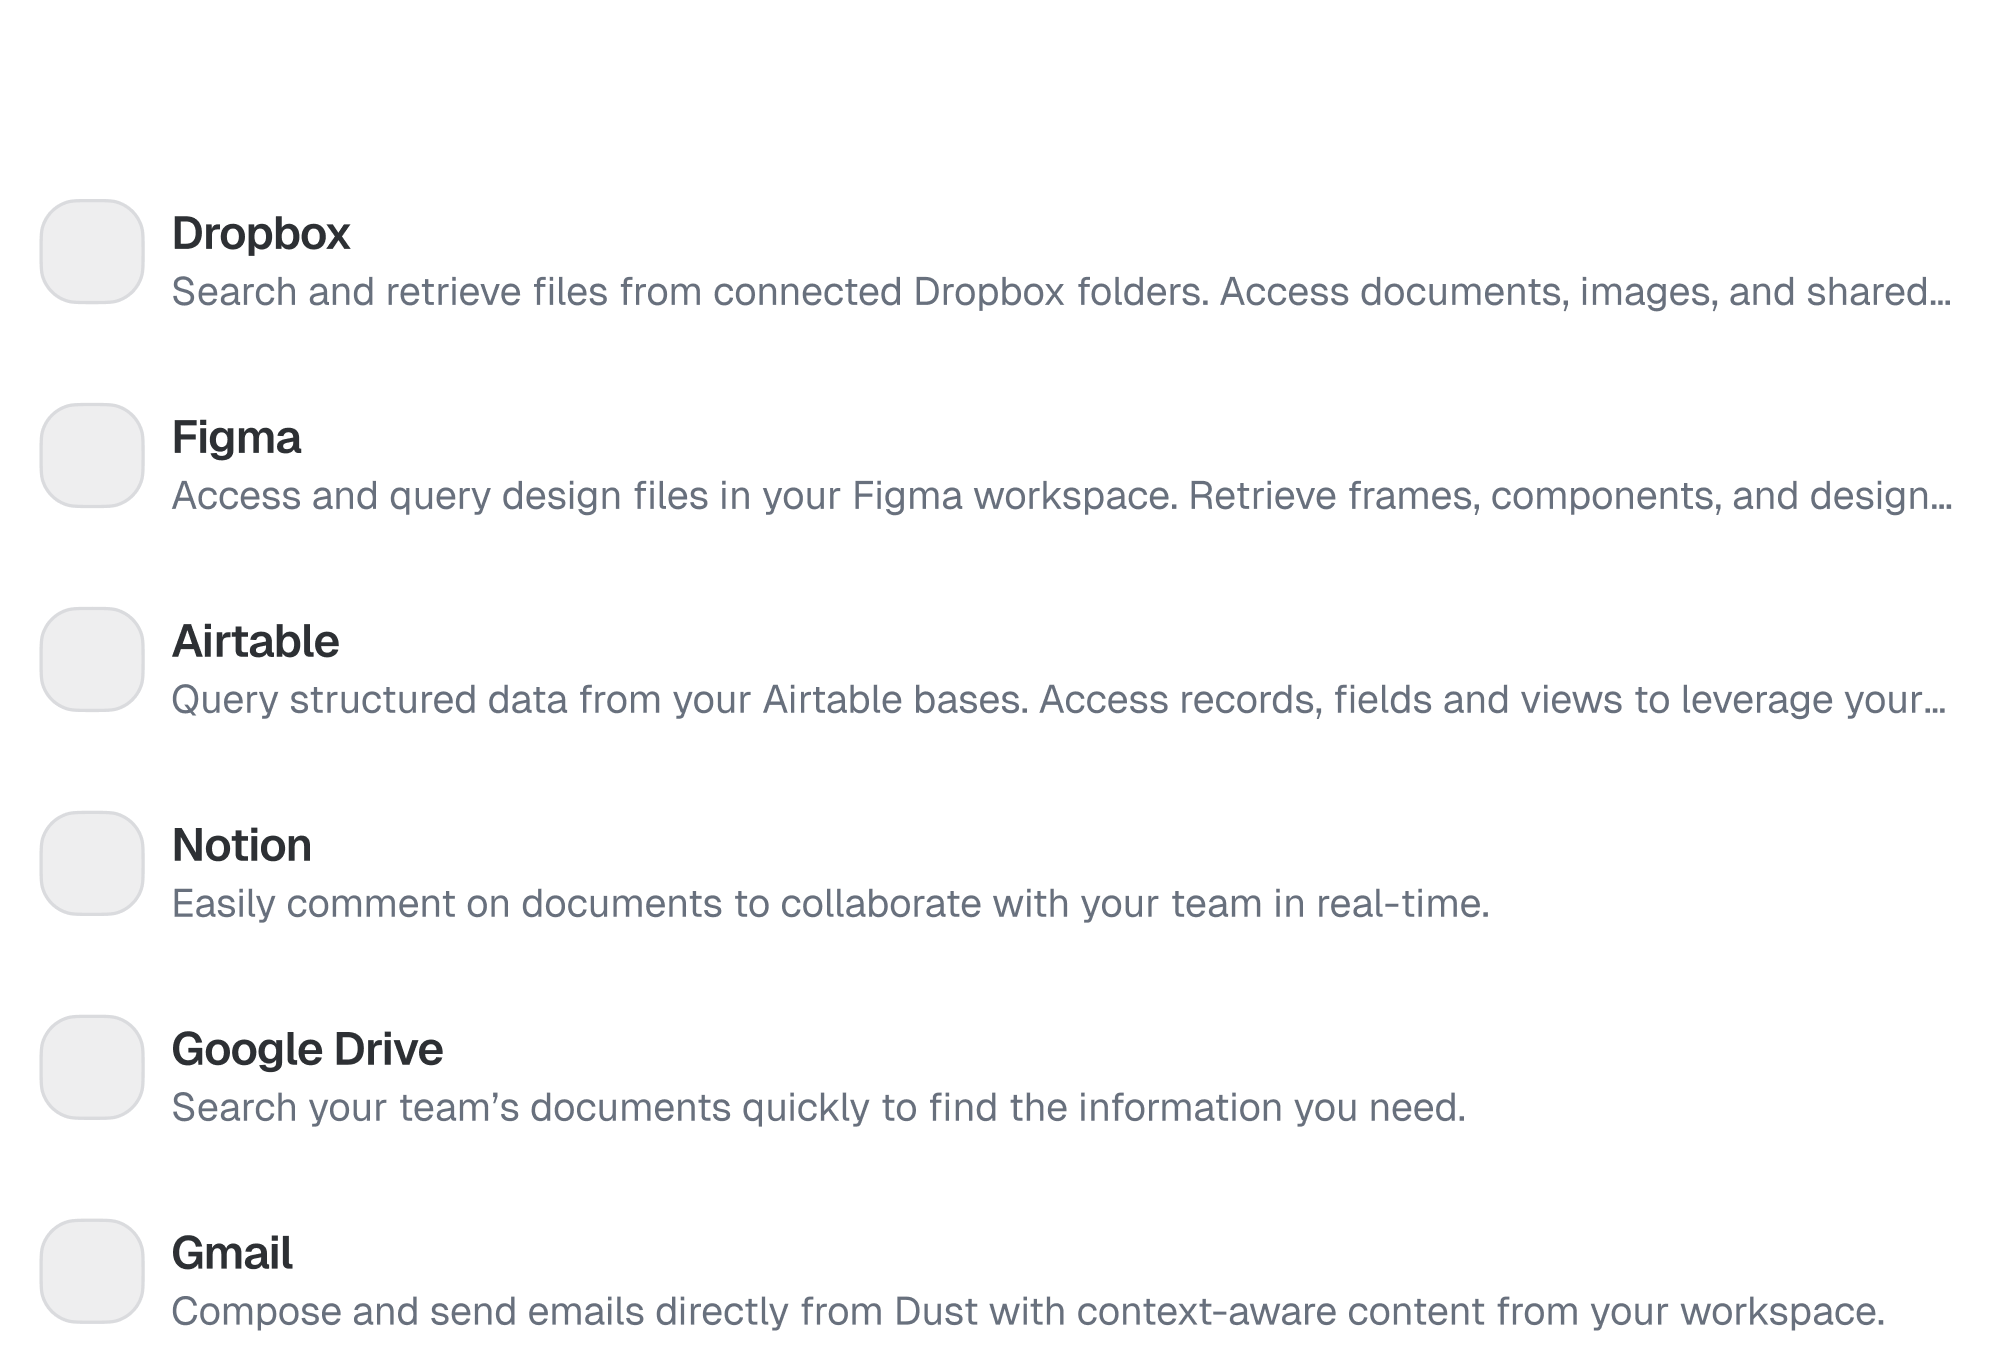 Dropbox
Search and retrieve files from connected Dropbox folders. Access documents, images, and shared...
Figma
Access and query design files in your Figma workspace. Retrieve frames, components, and design...
Airtable
Query structured data from your Airtable bases. Access records, fields and views to leverage your...
Notion
Easily comment on documents to collaborate with your team in real-time.
Google Drive
Search your team’s documents quickly to find the information you need.
Gmail
Compose and send emails directly from Dust with context-aware content from your workspace.